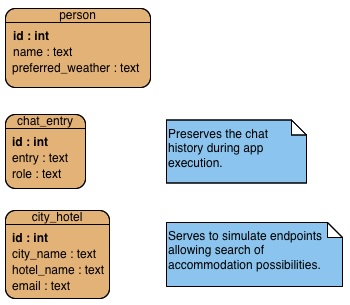 person
id : int
name : text
preferred_weather : text
chat_entry
id : int
entry : text
role : text
Preserves the chat
history during app
execution.
city_hotel
id : int
city_name : text
hotel_name : text
email : text
Serves to simulate endpoints
allowing search of
accommodation possibilities.